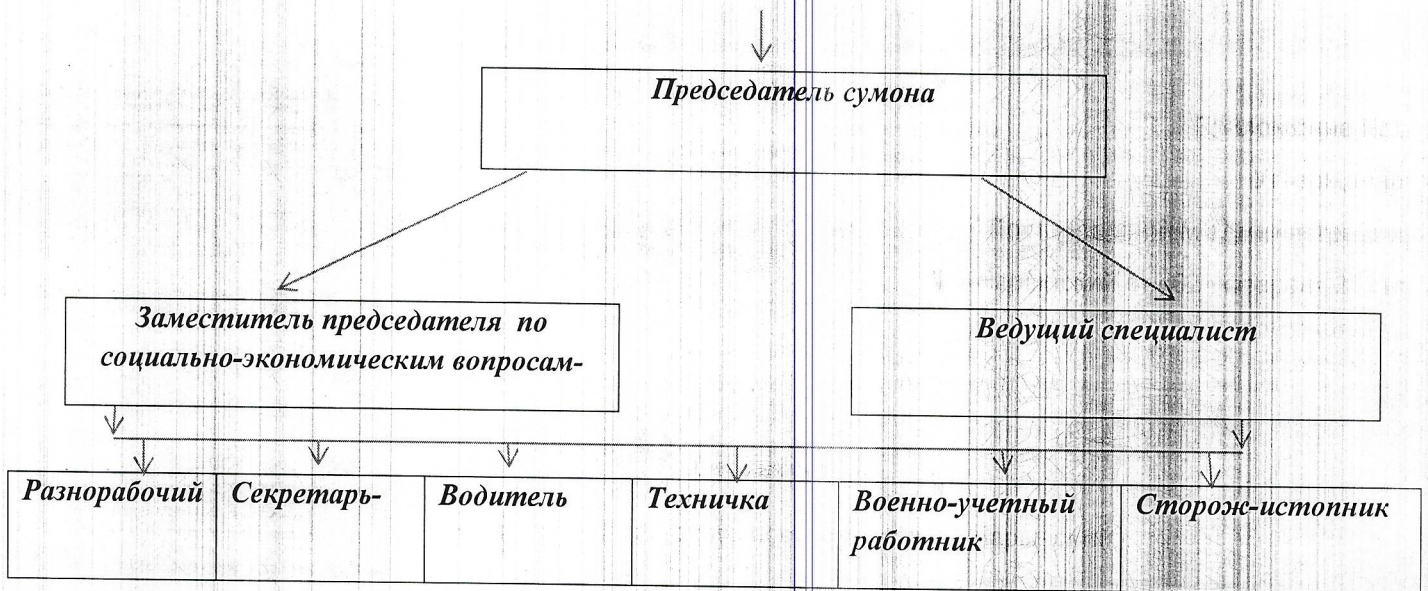 Председатель сумона
Заместитель председателя по
социально-экономическим вопросам-
Ведущий специалист
Разнорабочий
Секретарь-
Водитель
Техничка
Военно-учетный
работник
Сторож-истопник